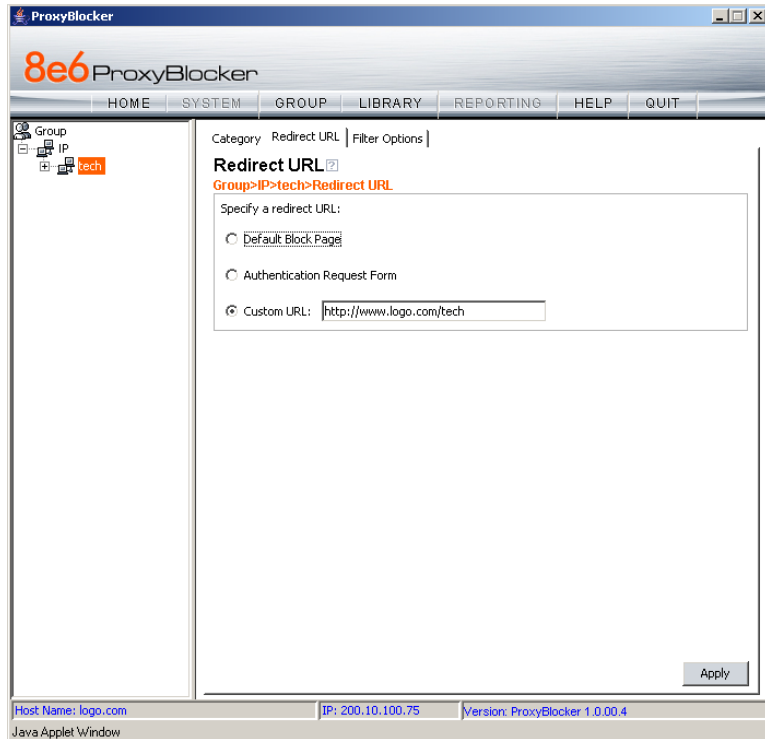 ProxyBlocker
8e6 ProxyBlocker
HOME SYSTEM GROUP LIBRARY REPORTING HELP QUIT
Group
IP
tech
Category Redirect URL Filter Options
Redirect URL ?
Group>IP>tech>Redirect URL
Specify a redirect URL:
Default Block Page
Authentication Request Form
Custom URL: http://www.logo.com/tech
Apply
Host Name: logo.com IP: 200.10.100.75 Version: ProxyBlocker 1.0.00.4
Java Applet Window